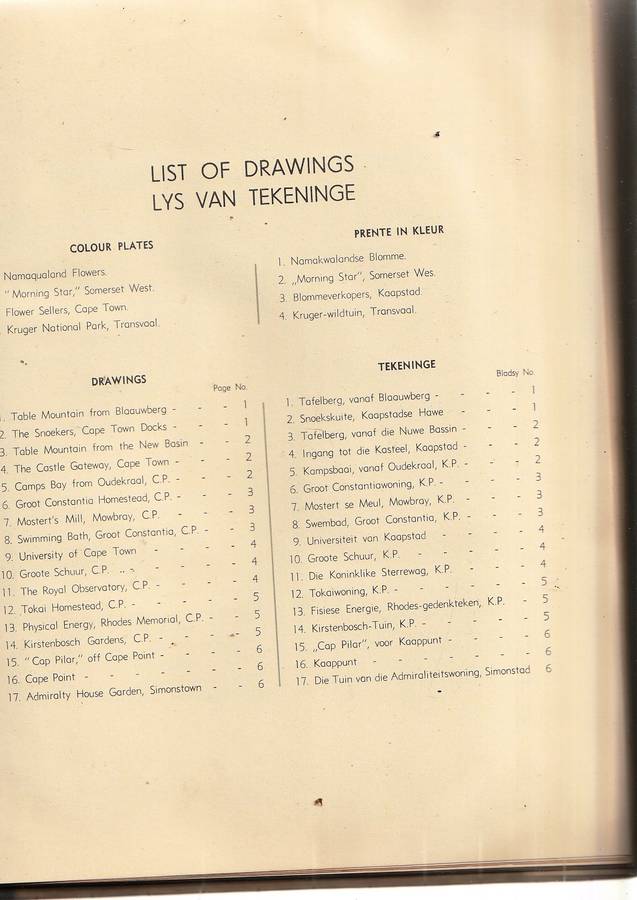 LIST OF DRAWINGS
LYS VAN TEKENINGE
COLOUR PLATES
Namaqualand Flowers.
"Morning Star," Somerset West.
Flower Sellers, Cape Town.
Kruger National Park, Transvaal.
PRENTE IN KLEUR
1. Namakwalandse Blomme.
2. „Morning Star”, Somerset Wes.
3. Blommeverkopers, Kaapstad.
4. Kruger-wildtuin, Transvaal.
DRAWINGS
Page No.
1. Table Mountain from Blaauwberg - - - 1
2. The Snoekers, Cape Town Docks - - - 1
3. Table Mountain from the New Basin - - 2
4. The Castle Gateway, Cape Town - - - 2
5. Camps Bay from Oudekraal, C.P. - - - 2
6. Groot Constantia Homestead, C.P. - - - 3
7. Mostert's Mill, Mowbray, C.P. - - - 3
8. Swimming Bath, Groot Constantia, C.P. - - 3
9. University of Cape Town - - - - 4
10. Groote Schuur, C.P. - - - - 4
11. The Royal Observatory, C.P. - - - - 4
12. Tokai Homestead, C.P. - - - - - 5
13. Physical Energy, Rhodes Memorial, C.P. - - 5
14. Kirstenbosch Gardens, C.P. - - - - 5
15. "Cap Pilar," off Cape Point - - - - 6
16. Cape Point - - - - - - 6
17. Admiralty House Garden, Simonstown - - 6
TEKENINGE
Bladsy No.
1. Tafelberg, vanaf Blaauwberg - - - - 1
2. Snoekskuite, Kaapstadse Hawe - - - 1
3. Tafelberg, vanaf die Nuwe Bassin - - - 2
4. Ingang tot die Kasteel, Kaapstad - - - 2
5. Kampsbaai, vanaf Oudekraal, K.P. - - - 2
6. Groot Constantiawoning, K.P. - - - - 3
7. Mostert se Meul, Mowbray, K.P. - - - 3
8. Swembad, Groot Constantia, K.P. - - - 3
9. Universiteit van Kaapstad - - - - 4
10. Groote Schuur, K.P. - - - - 4
11. Die Koninklike Sterrewag, K.P. - - - 4
12. Tokaiwoning, K.P. - - - - - 5
13. Fisiese Energie, Rhodes-gedenkteken, K.P. - 5
14. Kirstenbosch-Tuin, K.P. - - - - - 5
15. „Cap Pilar”, voor Kaappunt - - - - 6
16. Kaappunt - - - - - - 6
17. Die Tuin van die Admiraliteitswoning, Simonstad 6